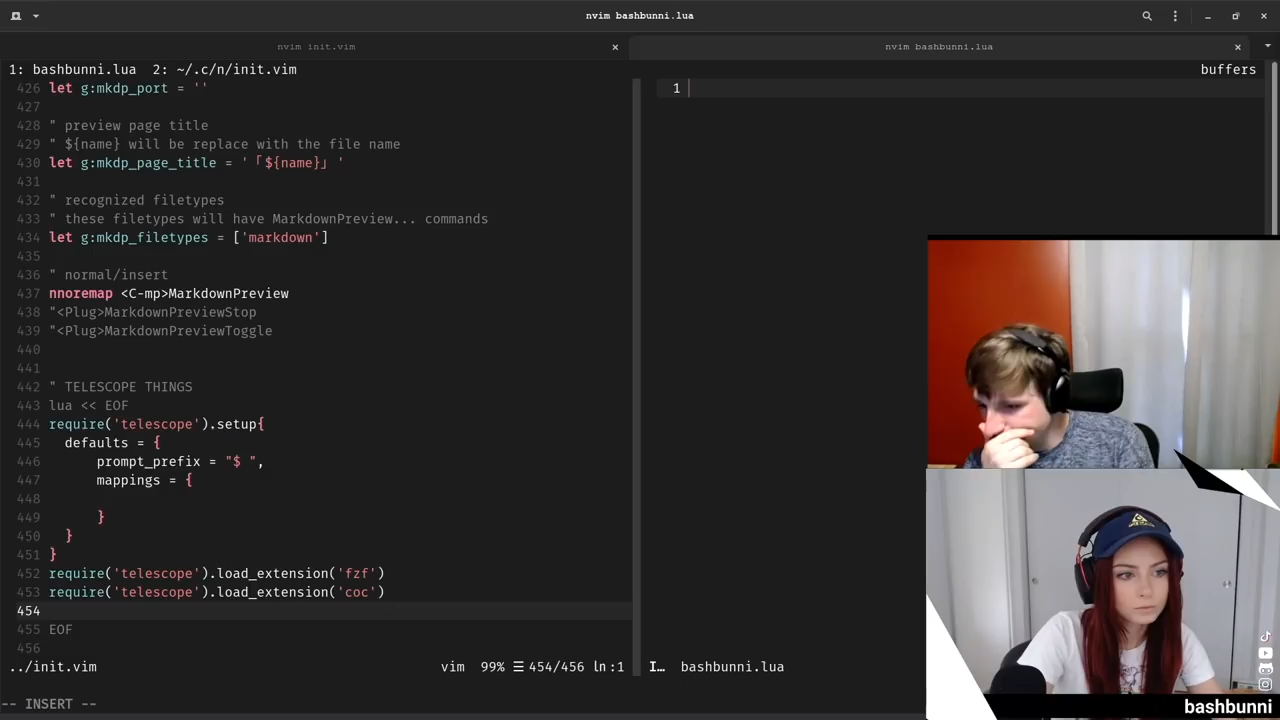 nvim bashbunni.lua
nvim init.vim
nvim bashbunni.lua
1: bashbunni.lua  2: ~/.c/n/init.vim
buffers
426 let g:mkdp_port = ''
427
428 " preview page title
429 " ${name} will be replace with the file name
430 let g:mkdp_page_title = '「${name}」'
431
432 " recognized filetypes
433 " these filetypes will have MarkdownPreview... commands
434 let g:mkdp_filetypes = ['markdown']
435
436 " normal/insert
437 nnoremap <C-mp>MarkdownPreview
438 "<Plug>MarkdownPreviewStop
439 "<Plug>MarkdownPreviewToggle
440
441
442 " TELESCOPE THINGS
443 lua << EOF
444 require('telescope').setup{
445   defaults = {
446       prompt_prefix = "$ ",
447       mappings = {
448
449       }
450   }
451 }
452 require('telescope').load_extension('fzf')
453 require('telescope').load_extension('coc')
454
455 EOF
456
../init.vim
vim  99% ☰ 454/456 ㏑:1
-- INSERT --
1
I… bashbunni.lua
bashbunni